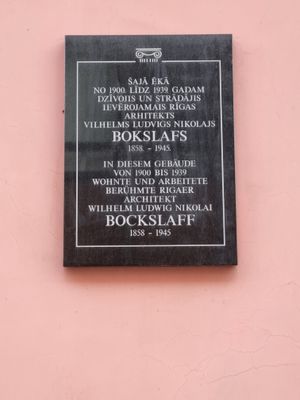 ŠAJĀ ĒKĀ
NO 1900. LĪDZ 1939. GADAM
DZĪVOJIS UN STRĀDĀJIS
IEVĒROJAMAIS RĪGAS
ARHITEKTS
VILHELMS LUDVIGS NIKOLAJS
BOKSLAFS
1858. - 1945.
IN DIESEM GEBÄUDE
VON 1900 BIS 1939
WOHNTE UND ARBEITETE
BERÜHMTE RIGAER
ARCHITEKT
WILHELM LUDWIG NIKOLAI
BOCKSLAFF
1858 - 1945